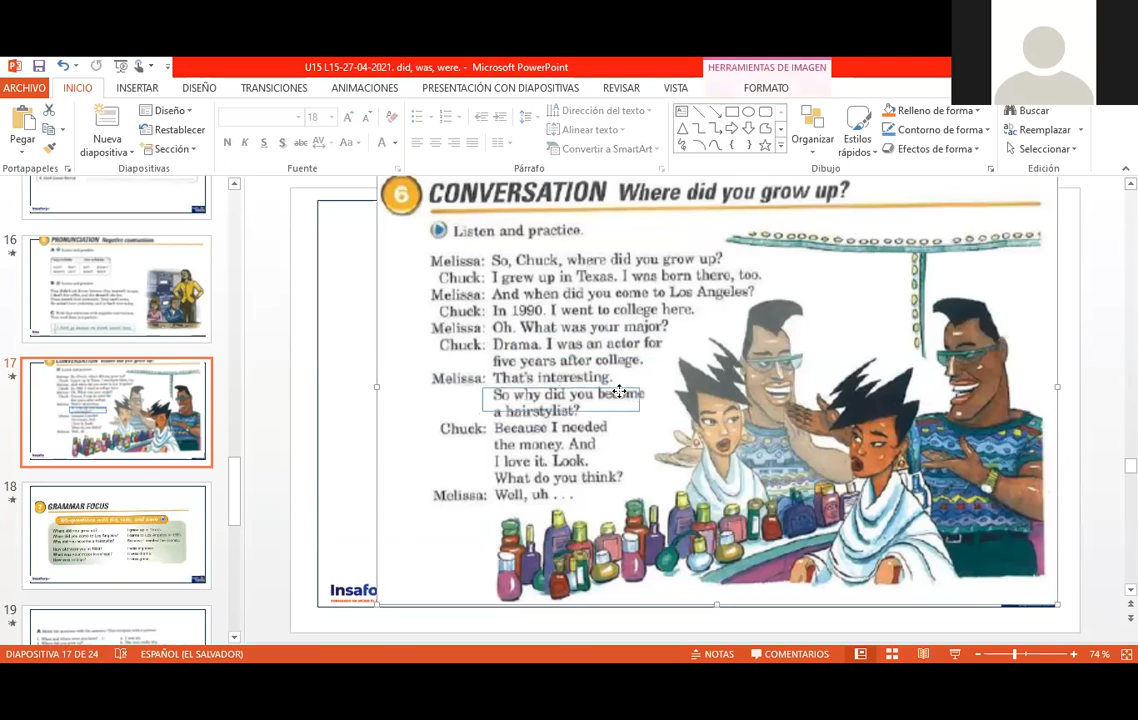 U15 L15-27-04-2021. did, was, were. - Microsoft PowerPoint
HERRAMIENTAS DE IMAGEN
ARCHIVO INICIO INSERTAR DISEÑO TRANSICIONES ANIMACIONES PRESENTACIÓN CON DIAPOSITIVAS REVISAR VISTA FORMATO
Pegar
Nueva diapositiva
Diseño
Restablecer
Sección
18
N K S S abc AV Aa A
Dirección del texto
Alinear texto
Convertir a SmartArt
Organizar
Estilos rápidos
Relleno de forma
Contorno de forma
Efectos de forma
Buscar
Reemplazar
Seleccionar
Portapapeles Diapositivas Fuente Párrafo Dibujo Edición
16
PRONUNCIATION Negative contractions
17
18
GRAMMAR FOCUS
19
6 CONVERSATION Where did you grow up?
Listen and practice.
Melissa: So, Chuck, where did you grow up?
Chuck: I grew up in Texas. I was born there, too.
Melissa: And when did you come to Los Angeles?
Chuck: In 1990. I went to college here.
Melissa: Oh. What was your major?
Chuck: Drama. I was an actor for
five years after college.
Melissa: That's interesting.
So why did you become
a hairstylist?
Chuck: Because I needed
the money. And
I love it. Look.
What do you think?
Melissa: Well, uh . . .
Insafo
DIAPOSITIVA 17 DE 24 ESPAÑOL (EL SALVADOR) NOTAS COMENTARIOS 74 %